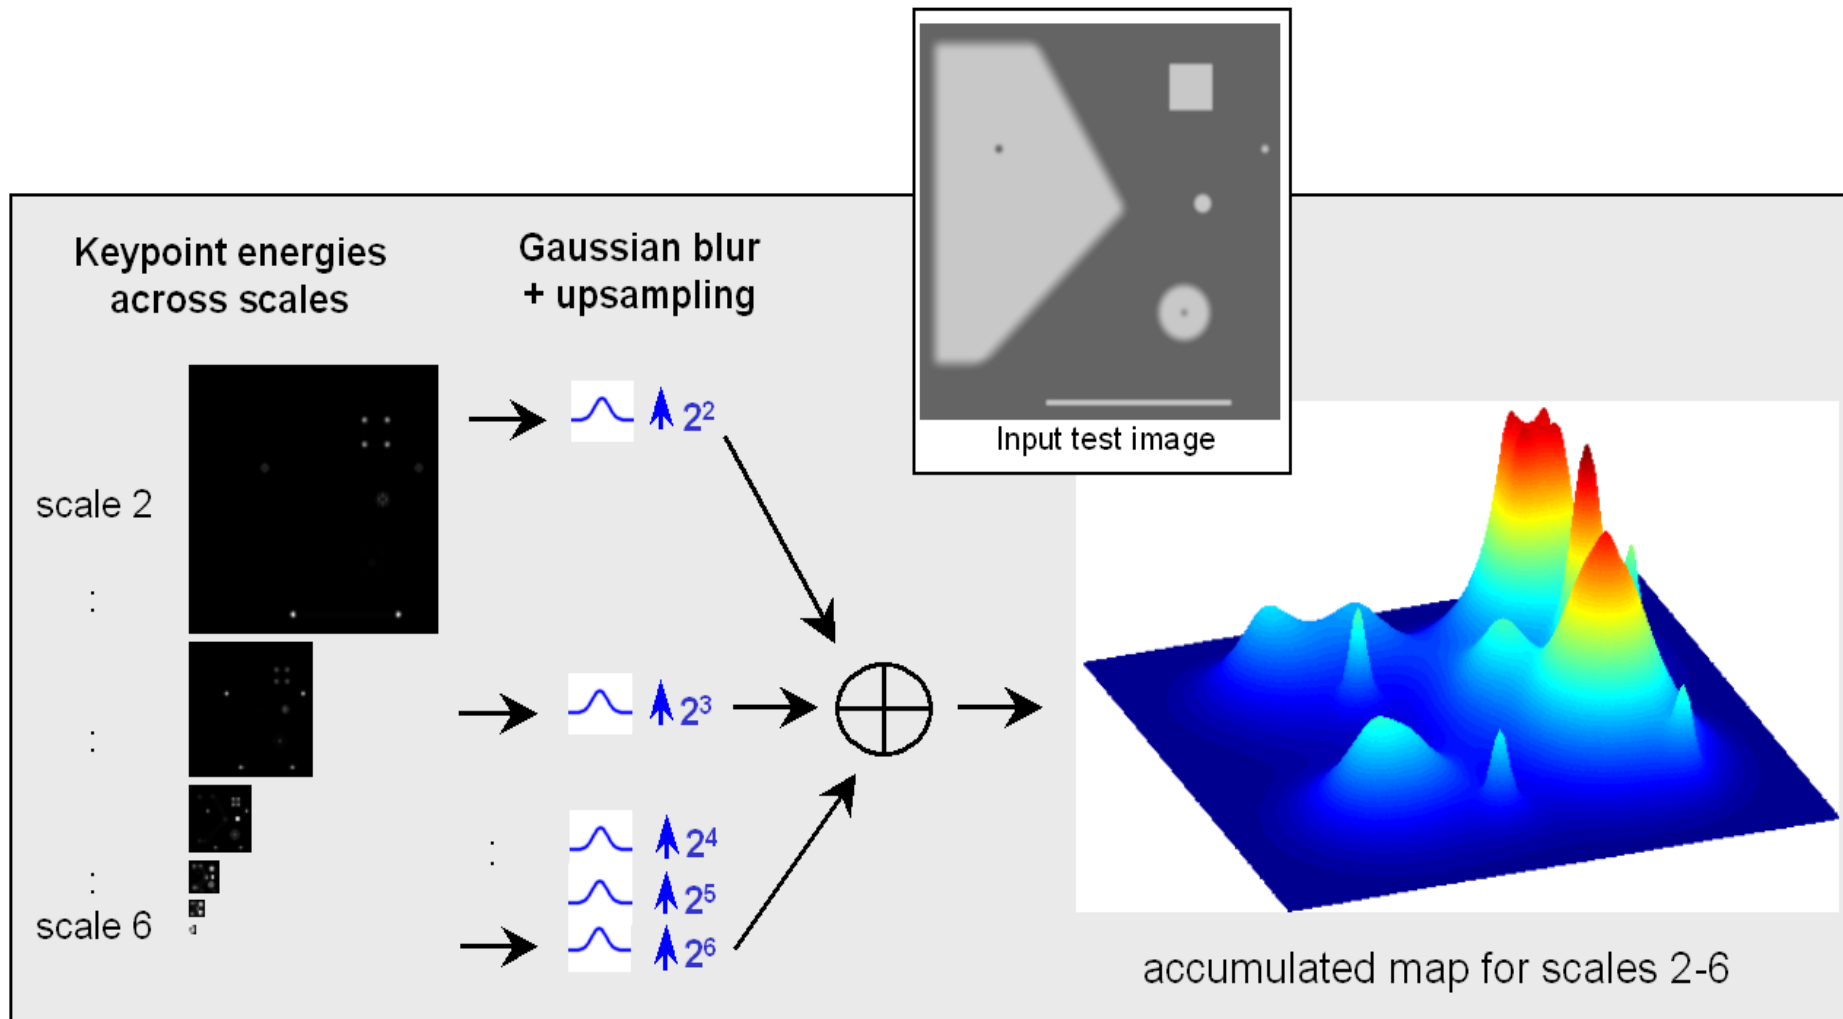 Input test image
Keypoint energies
across scales
Gaussian blur
+ upsampling
scale 2
:
:
:
scale 6
2²
2³
:
2⁴
2⁵
2⁶
accumulated map for scales 2-6